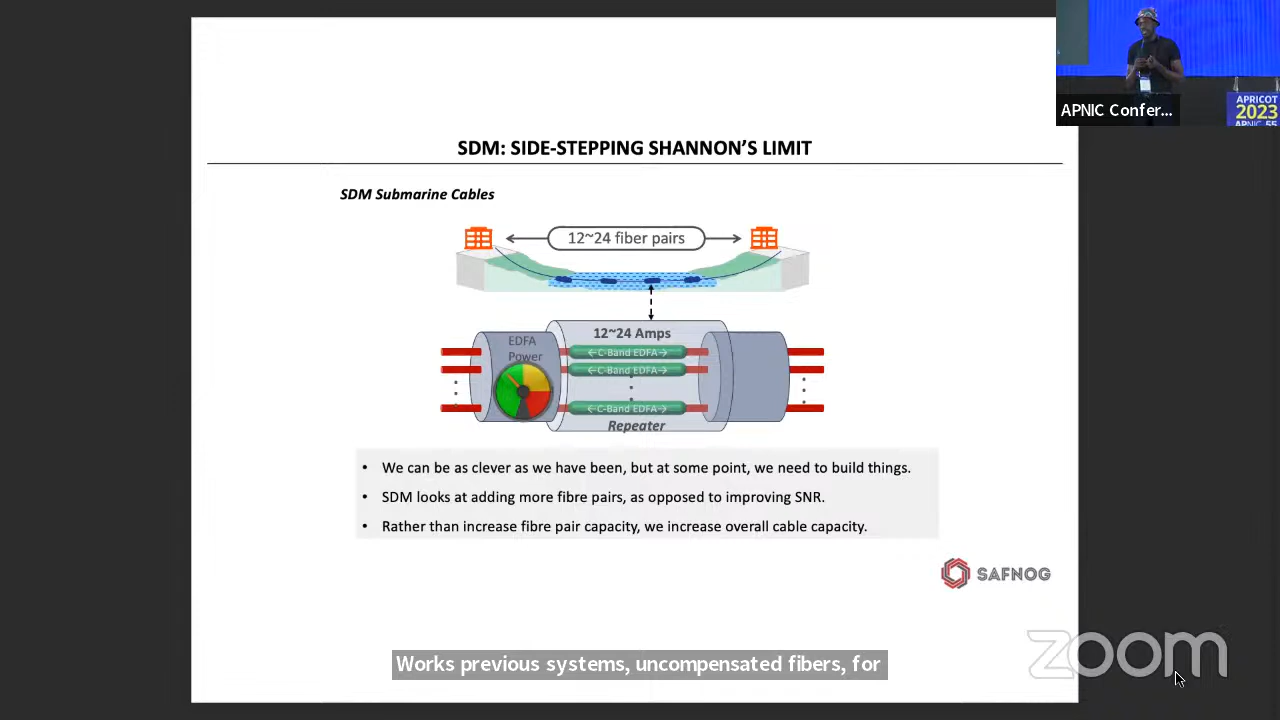 APNIC Confer...
APRICOT
2023
APNIC 55
SDM: SIDE-STEPPING SHANNON'S LIMIT
SDM Submarine Cables
12~24 fiber pairs
12~24 Amps
EDFA
Power
←C-Band EDFA→
←C-Band EDFA→
←C-Band EDFA→
Repeater
• We can be as clever as we have been, but at some point, we need to build things.
• SDM looks at adding more fibre pairs, as opposed to improving SNR.
• Rather than increase fibre pair capacity, we increase overall cable capacity.
SAFNOG
zoom
Works previous systems, uncompensated fibers, for